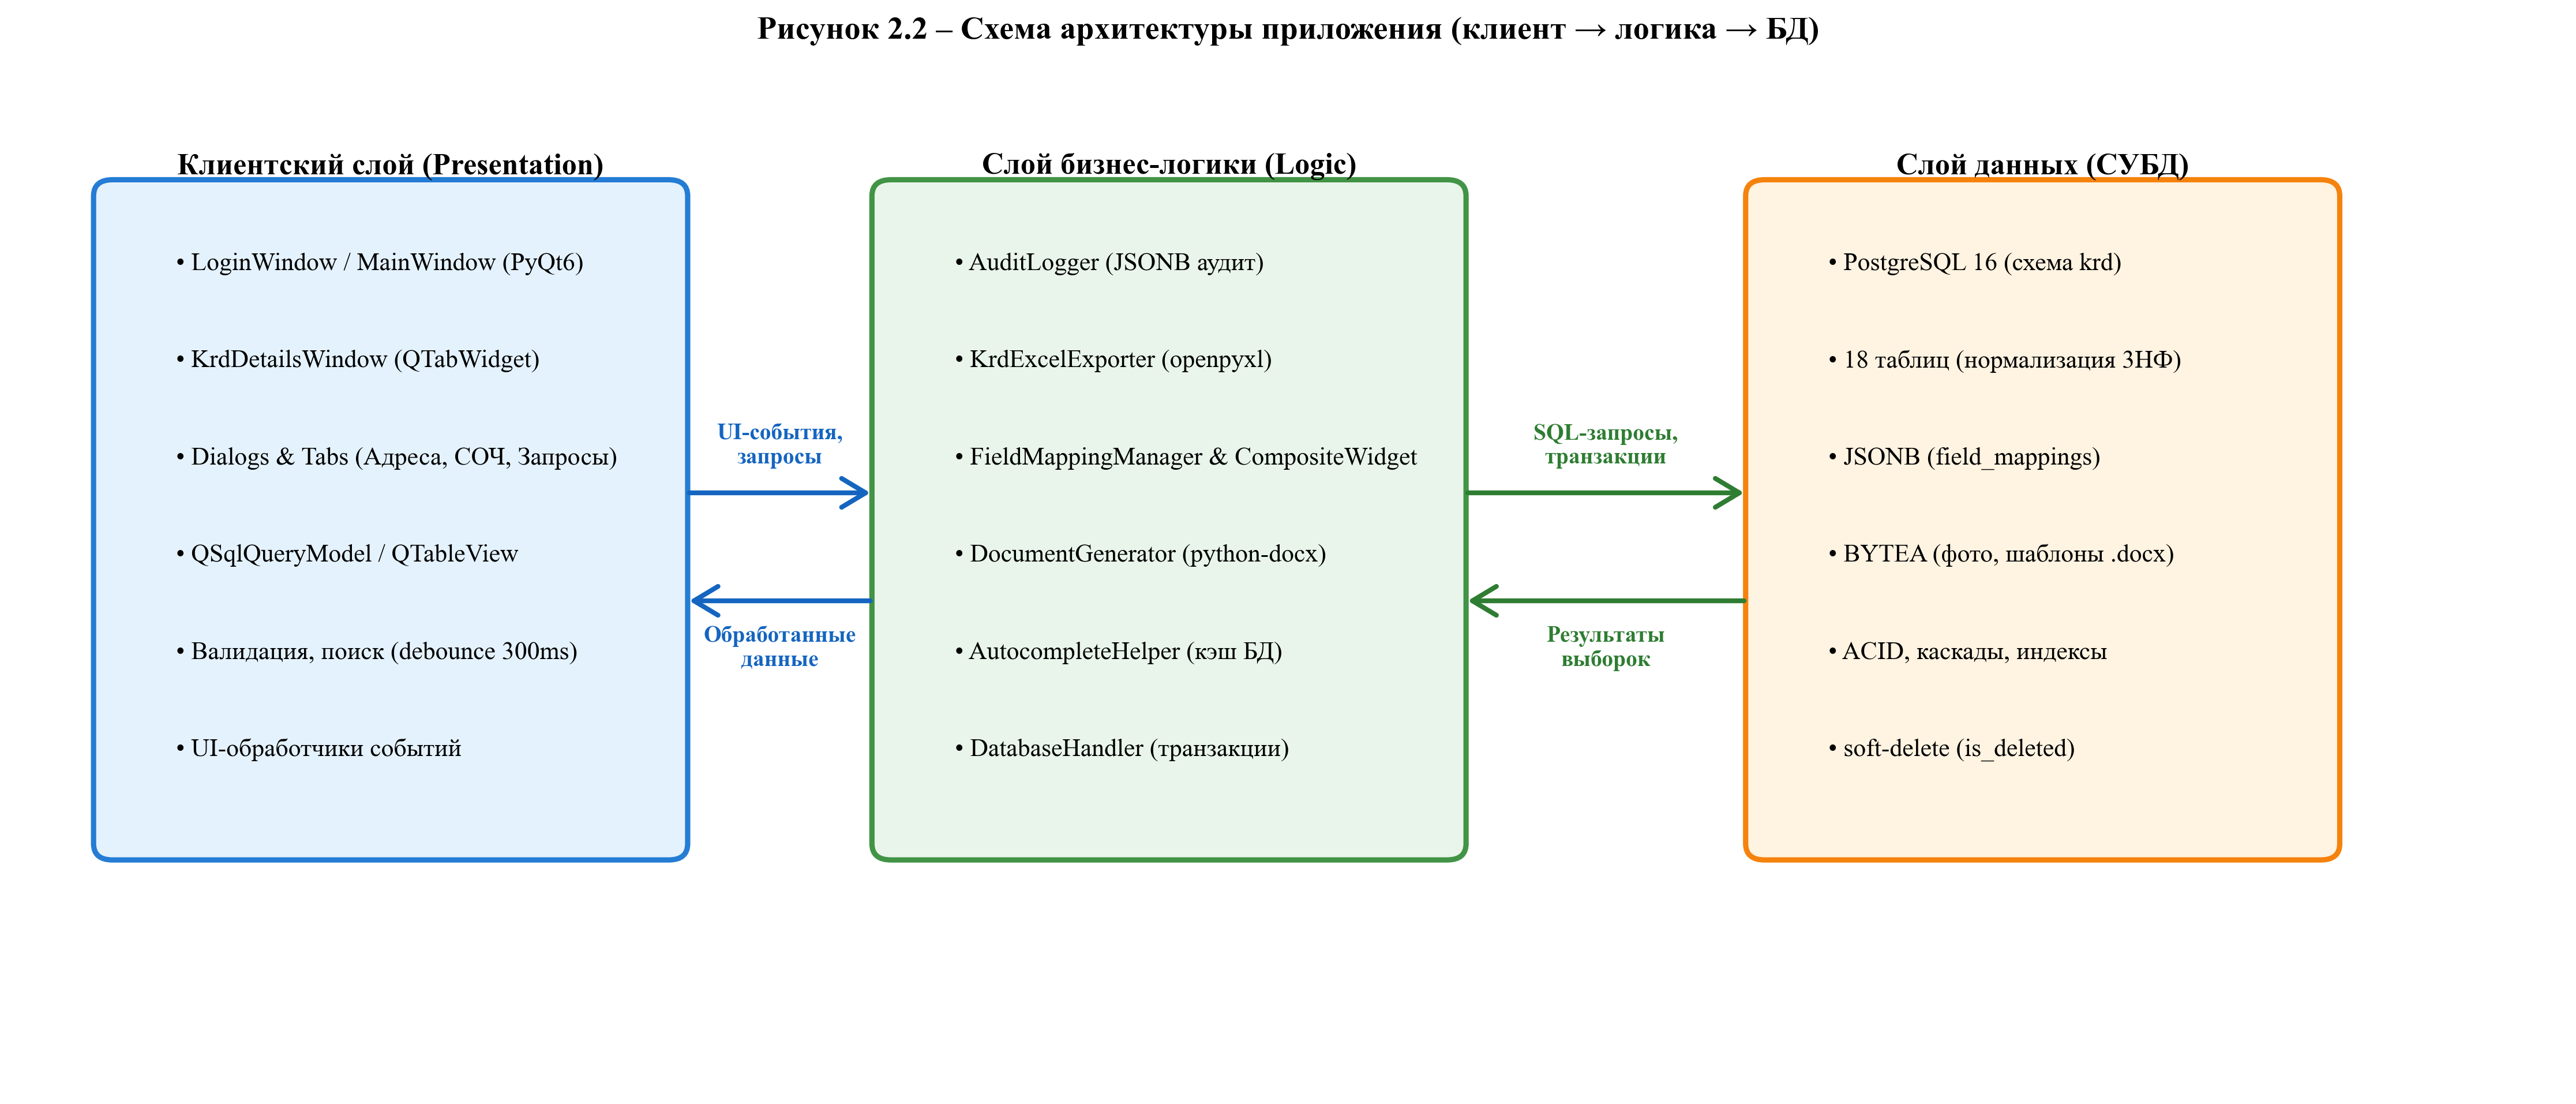 Рисунок 2.2 – Схема архитектуры приложения (клиент → логика → БД)
Клиентский слой (Presentation)
• LoginWindow / MainWindow (PyQt6)
• KrdDetailsWindow (QTabWidget)
• Dialogs & Tabs (Адреса, СОЧ, Запросы)
• QSqlQueryModel / QTableView
• Валидация, поиск (debounce 300ms)
• UI-обработчики событий
UI-события,
запросы
Обработанные
данные
Слой бизнес-логики (Logic)
• AuditLogger (JSONB аудит)
• KrdExcelExporter (openpyxl)
• FieldMappingManager & CompositeWidget
• DocumentGenerator (python-docx)
• AutocompleteHelper (кэш БД)
• DatabaseHandler (транзакции)
SQL-запросы,
транзакции
Результаты
выборок
Слой данных (СУБД)
• PostgreSQL 16 (схема krd)
• 18 таблиц (нормализация 3НФ)
• JSONB (field_mappings)
• BYTEA (фото, шаблоны .docx)
• ACID, каскады, индексы
• soft-delete (is_deleted)